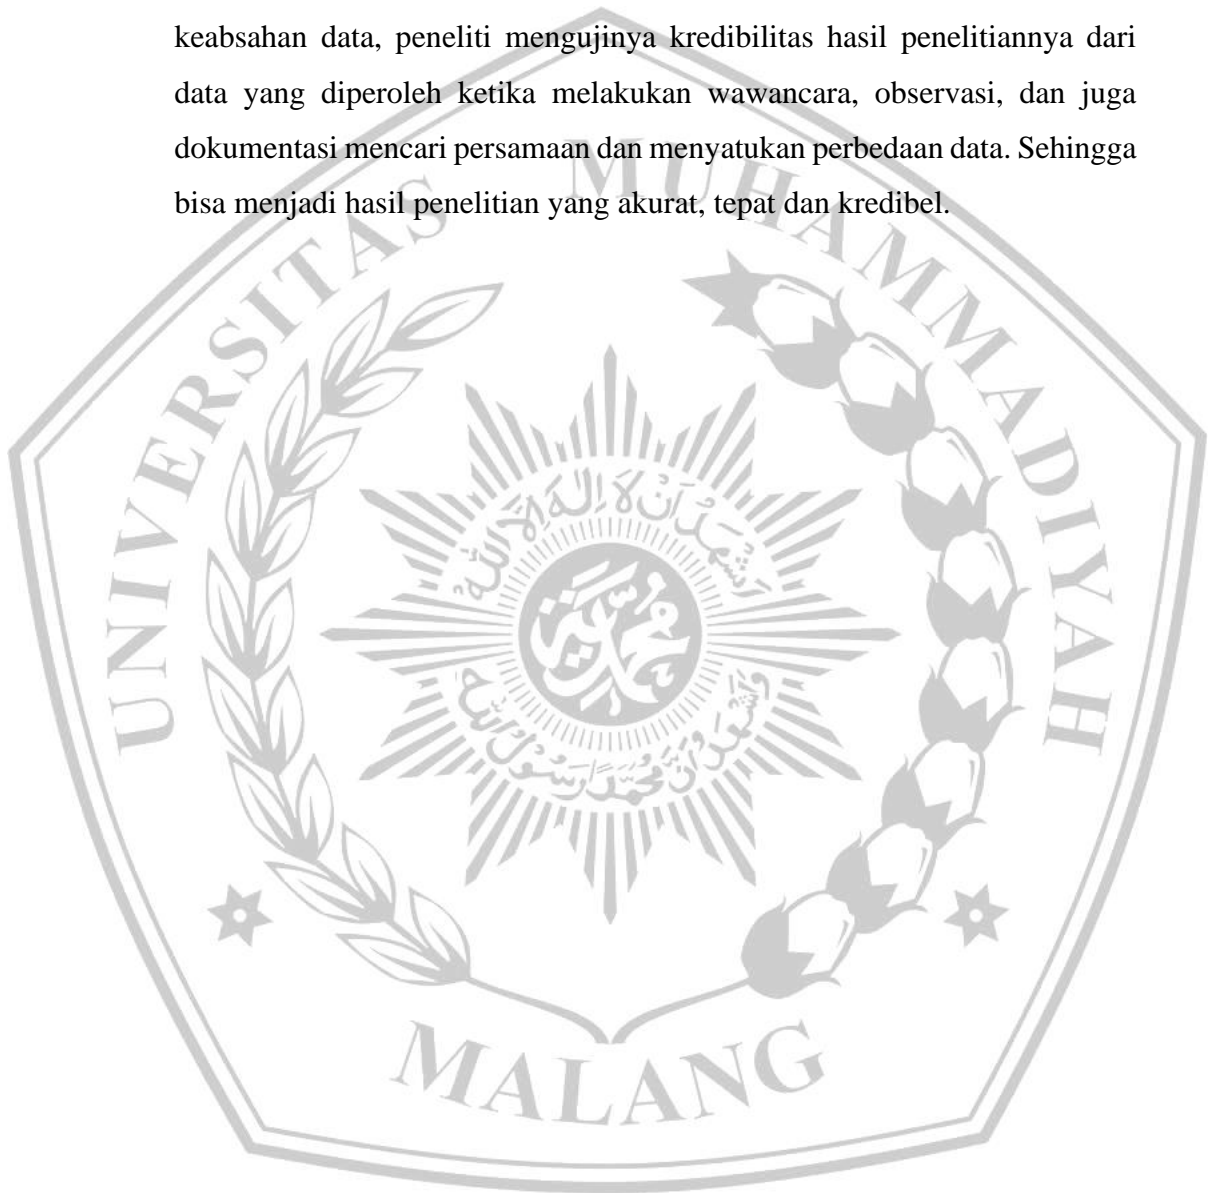 keabsahan data, peneliti mengujinya kredibilitas hasil penelitiannya dari
data yang diperoleh ketika melakukan wawancara, observasi, dan juga
dokumentasi mencari persamaan dan menyatukan perbedaan data. Sehingga
bisa menjadi hasil penelitian yang akurat, tepat dan kredibel.
UNIVERSITAS MUHAMMADIYAH
MALANG